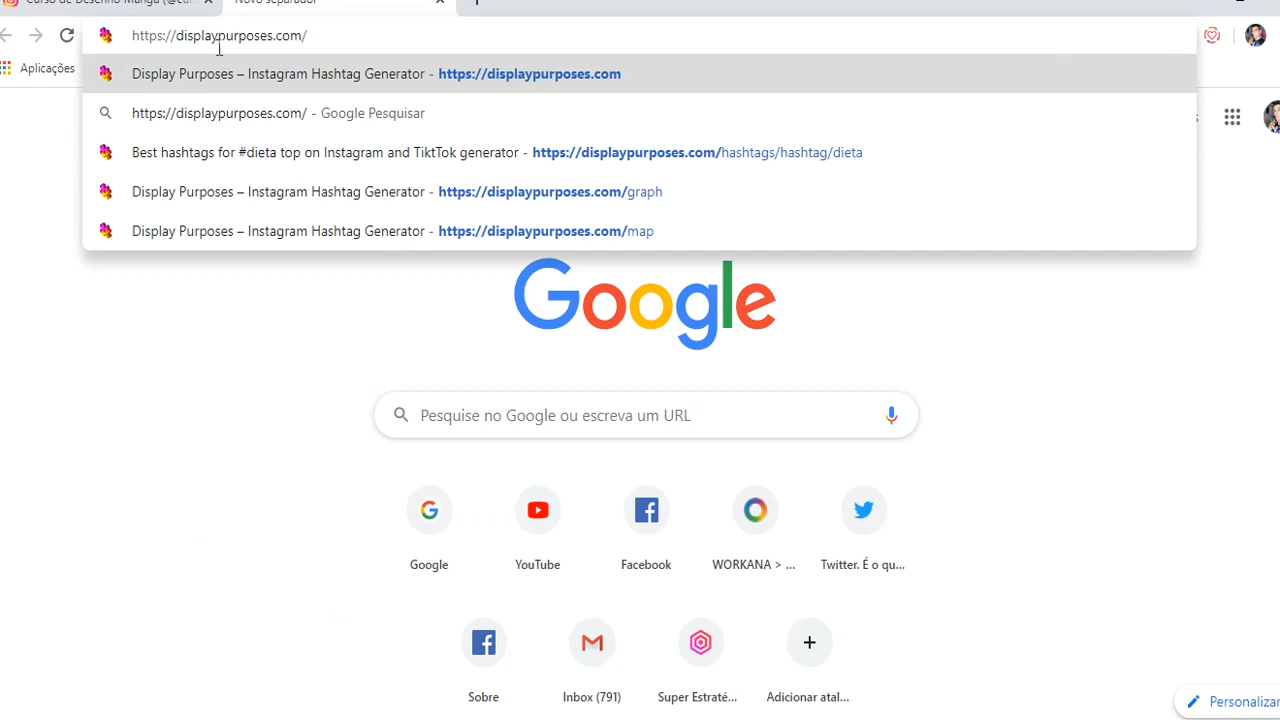 Curso de Desenho Mangá (@cur
Novo separador
https://displaypurposes.com/
Aplicações
Display Purposes – Instagram Hashtag Generator - https://displaypurposes.com
https://displaypurposes.com/ - Google Pesquisar
Best hashtags for #dieta top on Instagram and TiktTok generator - https://displaypurposes.com/hashtags/hashtag/dieta
Display Purposes – Instagram Hashtag Generator - https://displaypurposes.com/graph
Display Purposes – Instagram Hashtag Generator - https://displaypurposes.com/map
Google
Pesquise no Google ou escreva um URL
Google
YouTube
Facebook
WORKANA > ...
Twitter. É o qu...
Sobre
Inbox (791)
Super Estraté...
Adicionar atal...
Personalizar